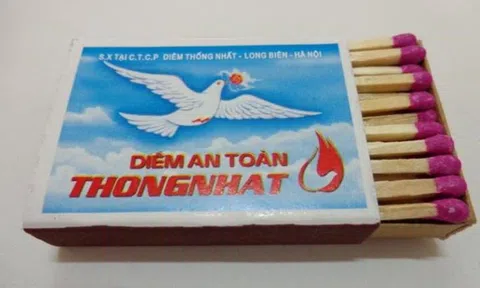 S.X TẠI C.T.C.P DIÊM THỐNG NHẤT - LONG BIÊN - HÀ NỘI
DIÊM AN TOÀN
THONGNHAT